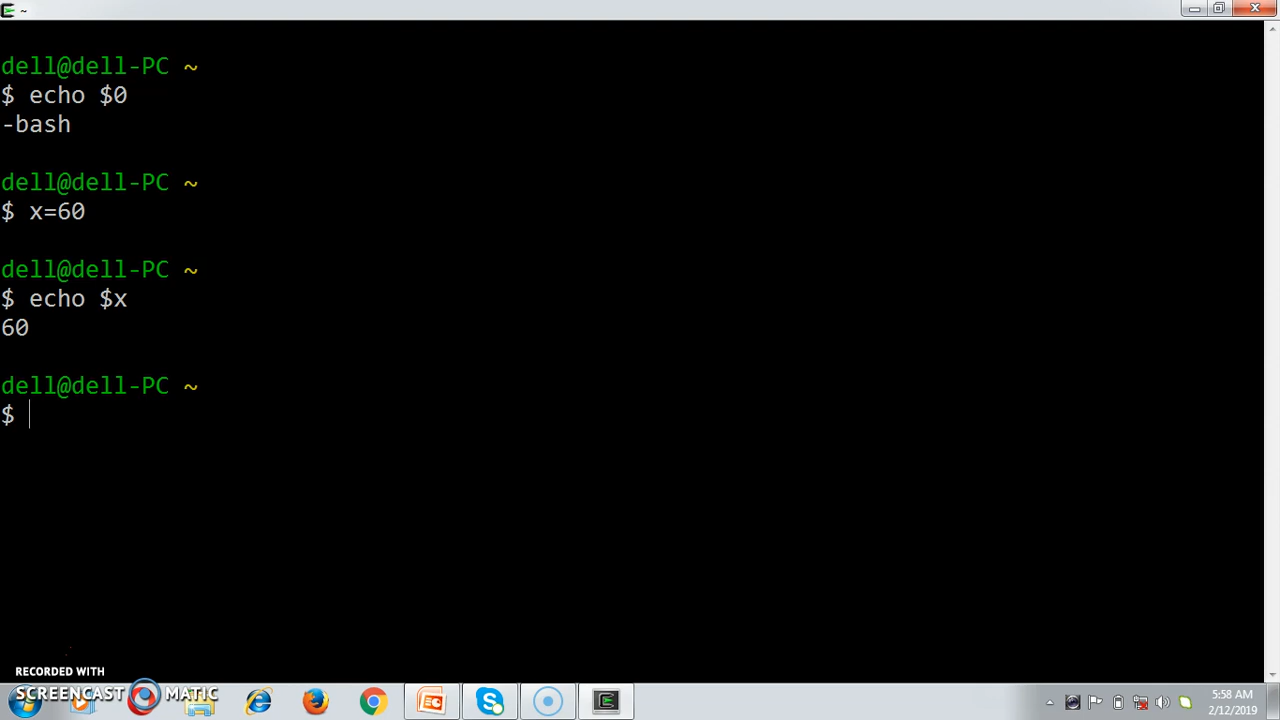 ~
dell@dell-PC ~
$ echo $0
-bash
dell@dell-PC ~
$ x=60
dell@dell-PC ~
$ echo $x
60
dell@dell-PC ~
$
RECORDED WITH
SCREENCAST MATIC
5:58 AM
2/12/2019